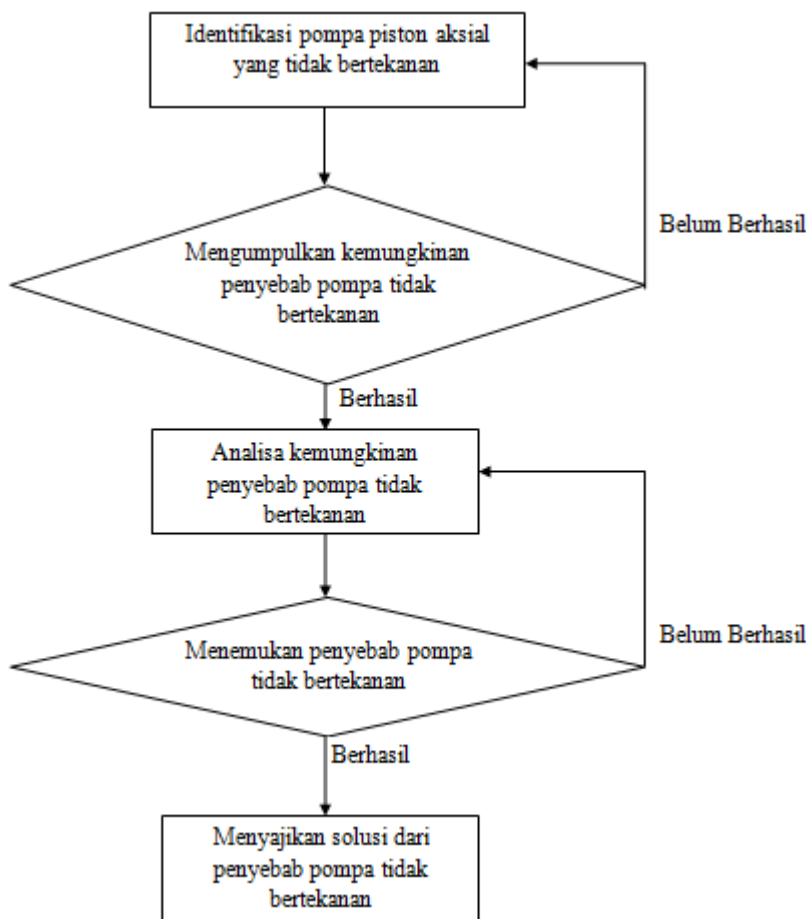 Identifikasi pompa piston aksial
yang tidak bertekanan
Belum Berhasil
Mengumpulkan kemungkinan
penyebab pompa tidak
bertekanan
Berhasil
Analisa kemungkinan
penyebab pompa tidak
bertekanan
Belum Berhasil
Menemukan penyebab pompa
tidak bertekanan
Berhasil
Menyajikan solusi dari
penyebab pompa tidak
bertekanan